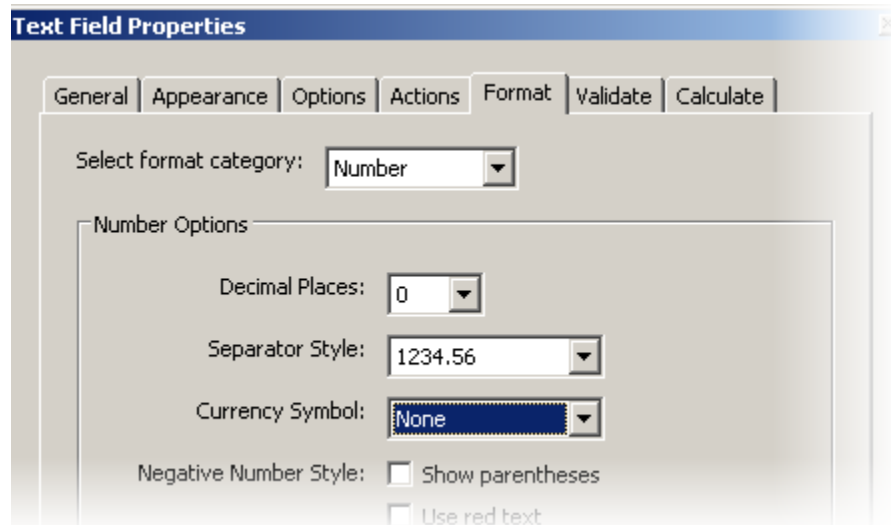 Text Field Properties
General Appearance Options Actions Format Validate Calculate
Select format category: Number
Number Options
Decimal Places: 0
Separator Style: 1234.56
Currency Symbol: None
Negative Number Style: Show parentheses
Use red text